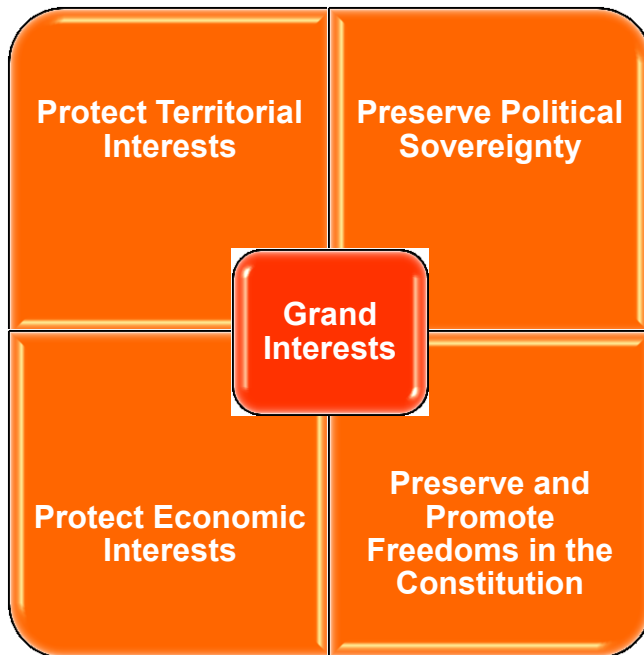 Protect Territorial
Interests
Preserve Political
Sovereignty
Grand
Interests
Protect Economic
Interests
Preserve and
Promote
Freedoms in the
Constitution